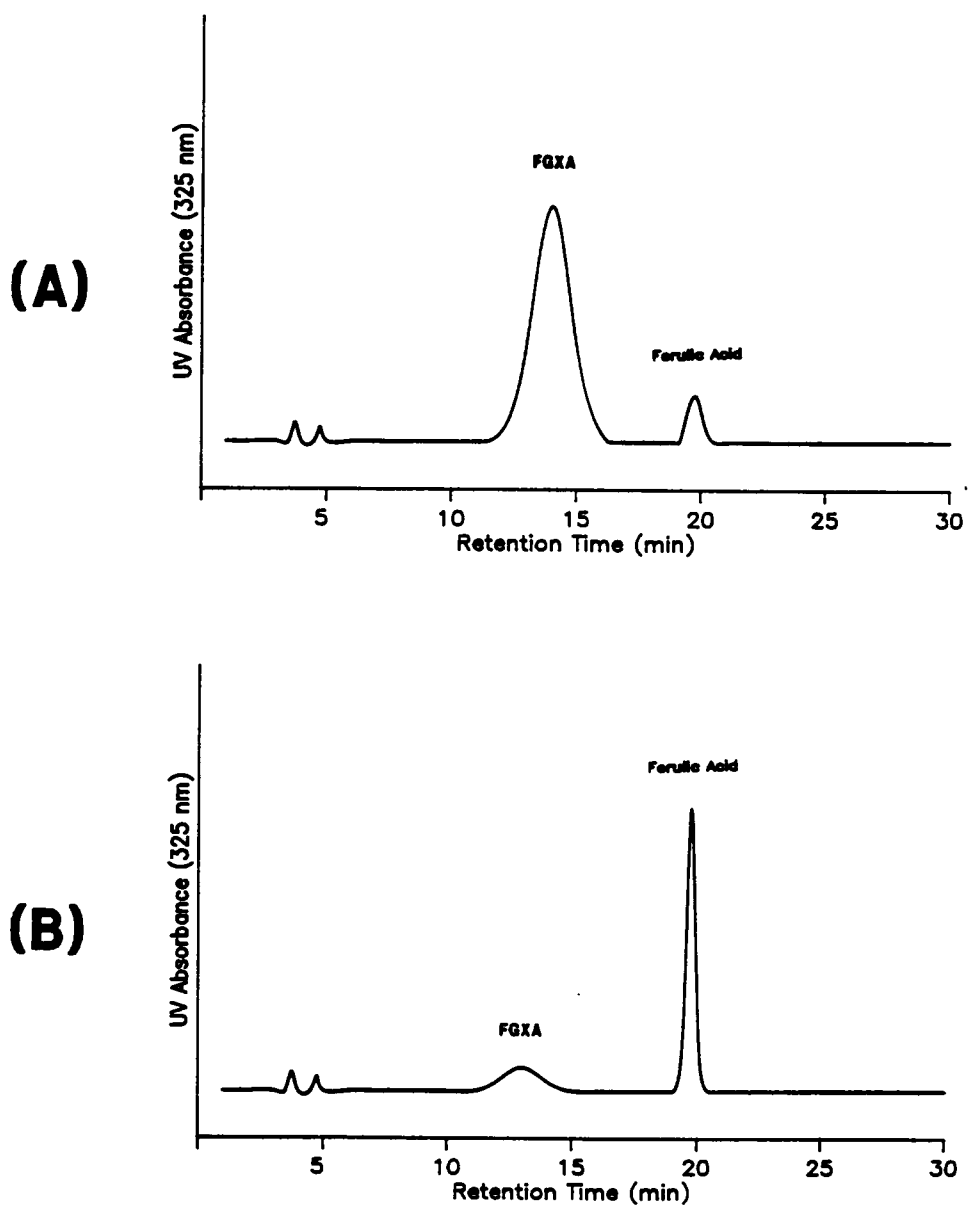 FGXA
Ferulic Acid
UV Absorbance (325 nm)
(A)
5 10 15 20 25 30
Retention Time (min)
Ferulic Acid
FGXA
UV Absorbance (325 nm)
(B)
5 10 15 20 25 30
Retention Time (min)